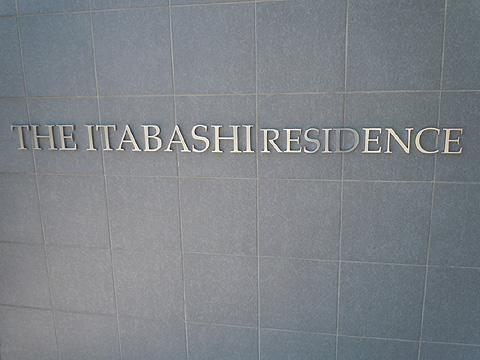 THE ITABASHI RESIDENCE